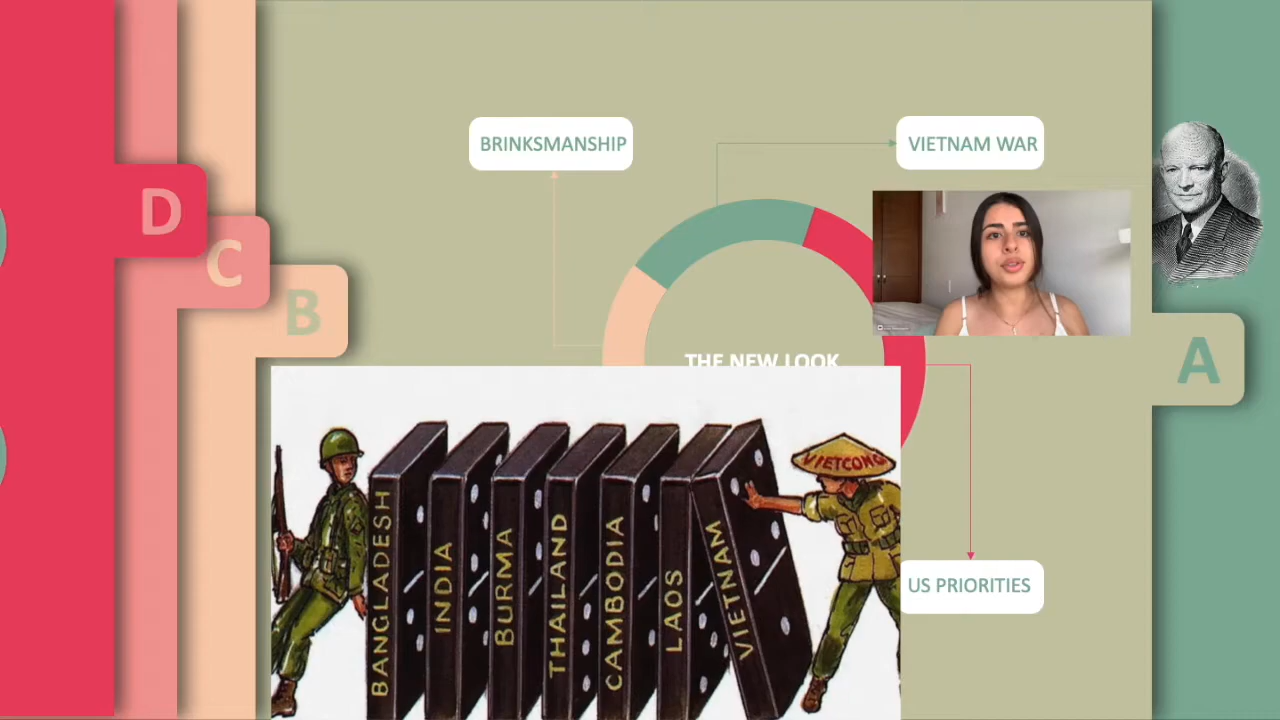 BRINKSMANSHIP
VIETNAM WAR
D
C
B
A
THE NEW LOOK
VIETCONG
BANGLADESH
INDIA
BURMA
THAILAND
CAMBODIA
LAOS
VIETNAM
US PRIORITIES